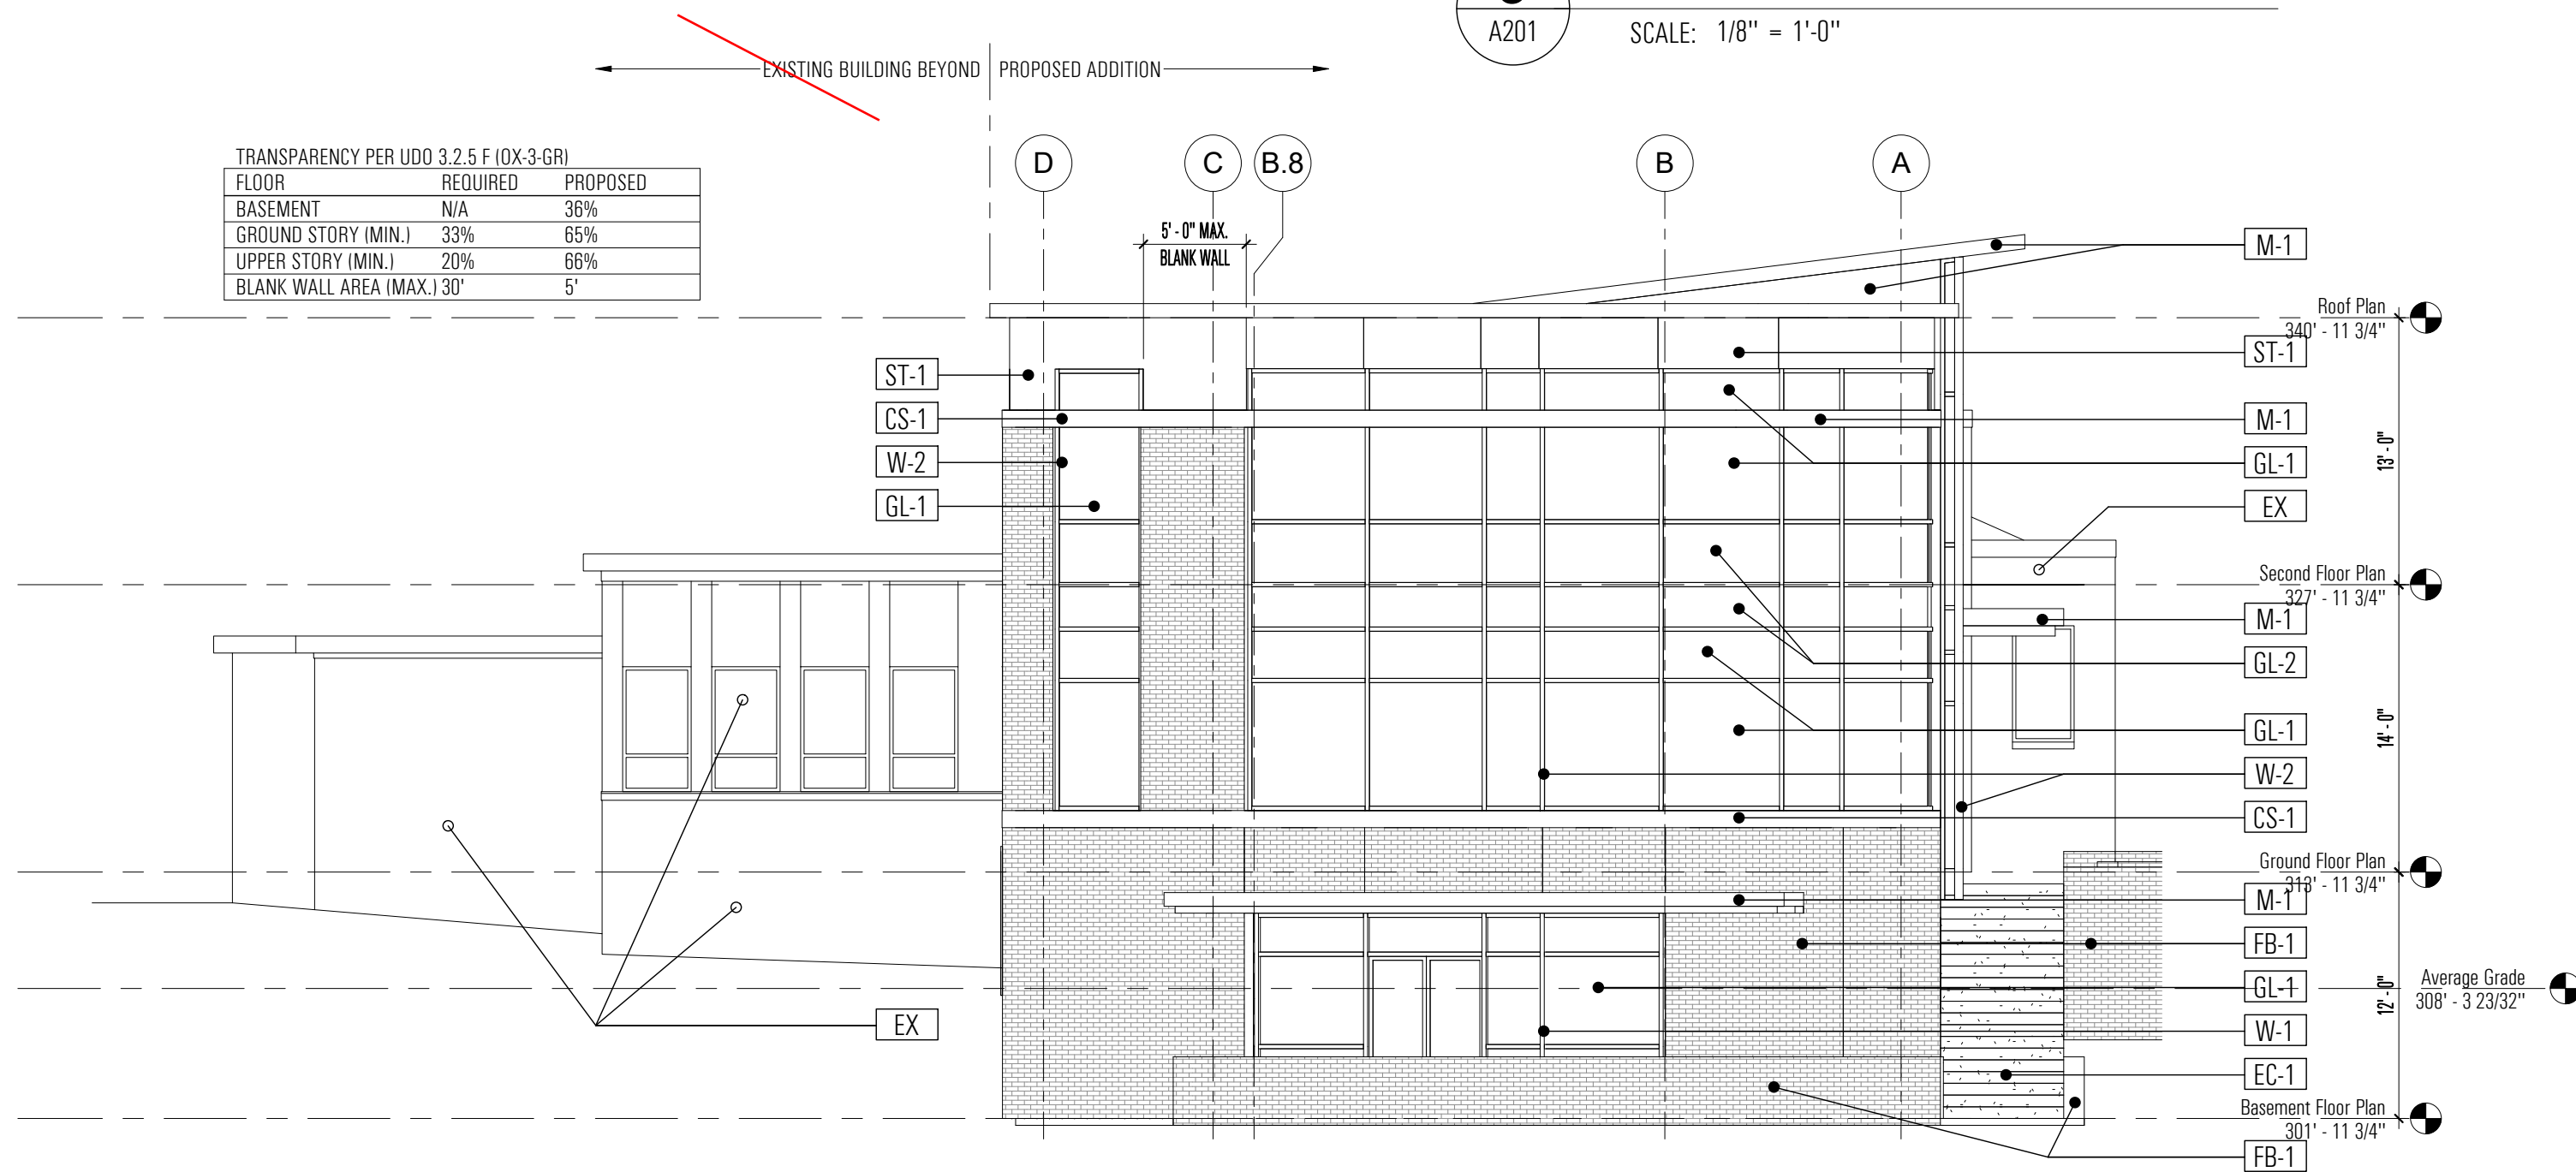 A201
SCALE: 1/8" = 1'-0"
EXISTING BUILDING BEYOND
PROPOSED ADDITION
TRANSPARENCY PER UDO 3.2.5 F (OX-3-GR)
FLOOR REQUIRED PROPOSED
BASEMENT N/A 36%
GROUND STORY (MIN.) 33% 65%
UPPER STORY (MIN.) 20% 66%
BLANK WALL AREA (MAX.) 30' 5'
D
C
B.8
B
A
5' - 0" MAX.
BLANK WALL
M-1
Roof Plan
340' - 11 3/4"
ST-1
ST-1
CS-1
M-1
W-2
GL-1
GL-1
EX
13' - 0"
Second Floor Plan
327' - 11 3/4"
M-1
GL-2
GL-1
14' - 0"
W-2
CS-1
Ground Floor Plan
313' - 11 3/4"
M-1
FB-1
GL-1
Average Grade
308' - 3 23/32"
12' - 0"
EX
W-1
EC-1
Basement Floor Plan
301' - 11 3/4"
FB-1